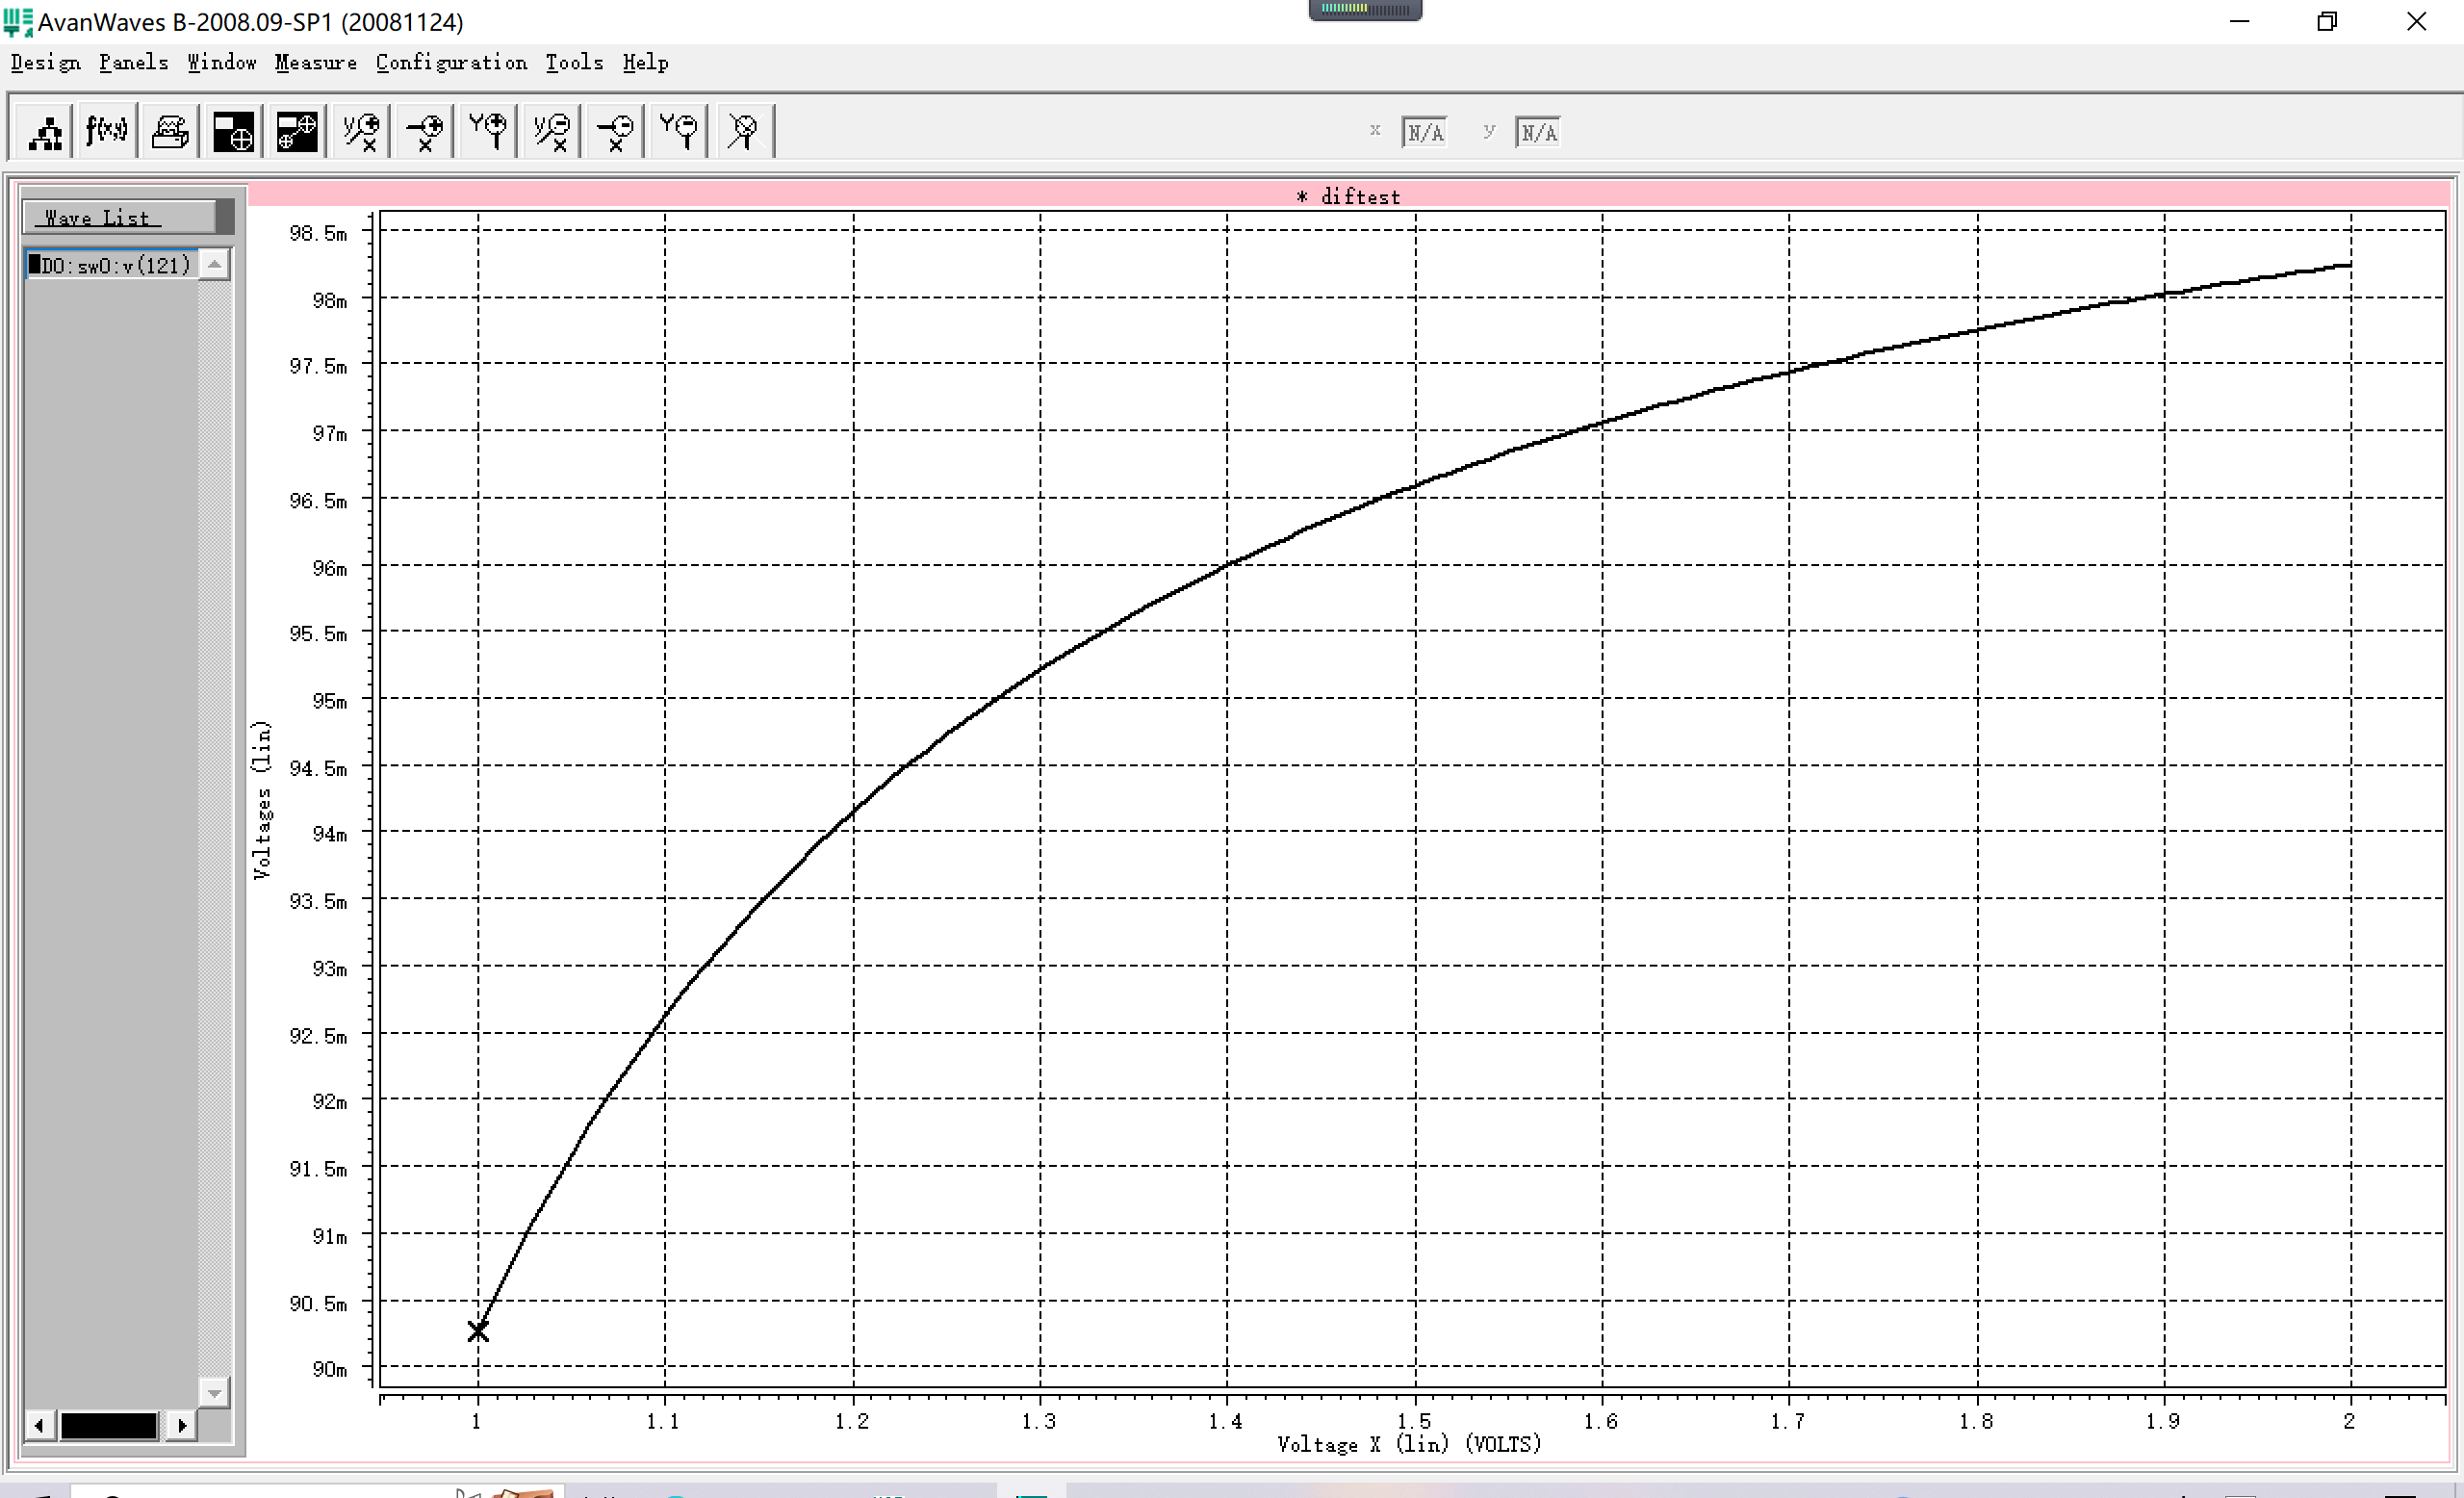 AvanWaves B-2008.09-SP1 (20081124)
Design Panels Window Measure Configuration Tools Help
f(x,y)
x N/A y N/A
* diftest
Wave List
D0:sw0:v(121)
98.5m
98m
97.5m
97m
96.5m
96m
95.5m
95m
94.5m
94m
93.5m
93m
92.5m
92m
91.5m
91m
90.5m
90m
Voltages (lin)
1 1.1 1.2 1.3 1.4 1.5 1.6 1.7 1.8 1.9 2
Voltage X (lin) (VOLTS)